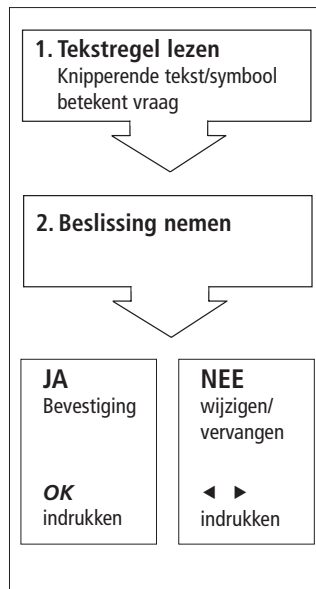 1. Tekstregel lezen
Knipperende tekst/symbool
betekent vraag
2. Beslissing nemen
JA
Bevestiging
OK
indrukken
NEE
wijzigen/
vervangen
◄ ►
indrukken